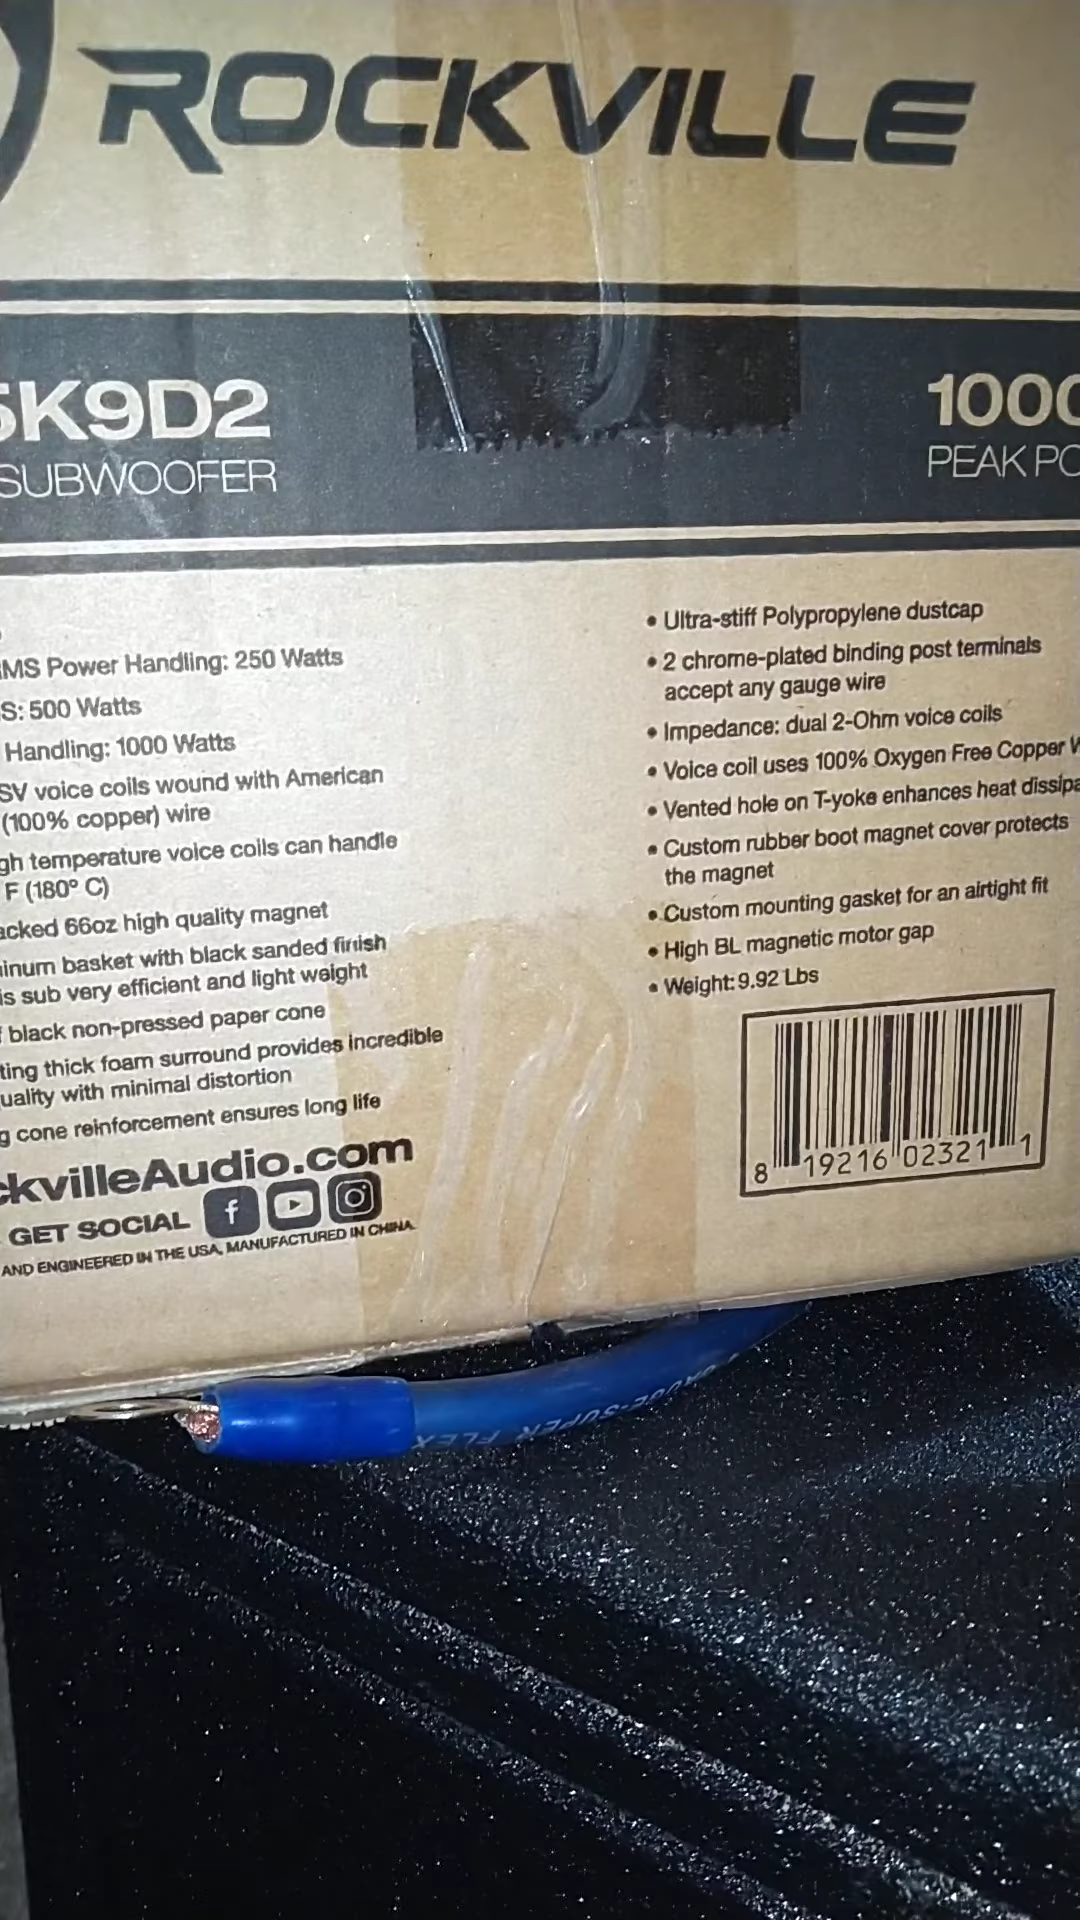 ROCKVILLE
5K9D2
SUBWOOFER
1000
PEAK PO
MS Power Handling: 250 Watts
S: 500 Watts
Handling: 1000 Watts
SV voice coils wound with American
(100% copper) wire
gh temperature voice coils can handle
F (180° C)
acked 66oz high quality magnet
inum basket with black sanded finish
is sub very efficient and light weight
f black non-pressed paper cone
ting thick foam surround provides incredible
uality with minimal distortion
g cone reinforcement ensures long life
ckvilleAudio.com
GET SOCIAL
AND ENGINEERED IN THE USA, MANUFACTURED IN CHINA.
• Ultra-stiff Polypropylene dustcap
• 2 chrome-plated binding post terminals
accept any gauge wire
• Impedance: dual 2-Ohm voice coils
• Voice coil uses 100% Oxygen Free Copper W
• Vented hole on T-yoke enhances heat dissipa
• Custom rubber boot magnet cover protects
the magnet
• Custom mounting gasket for an airtight fit
• High BL magnetic motor gap
• Weight: 9.92 Lbs
8 19216 02321 1
GAUGE-SUPER FLEX